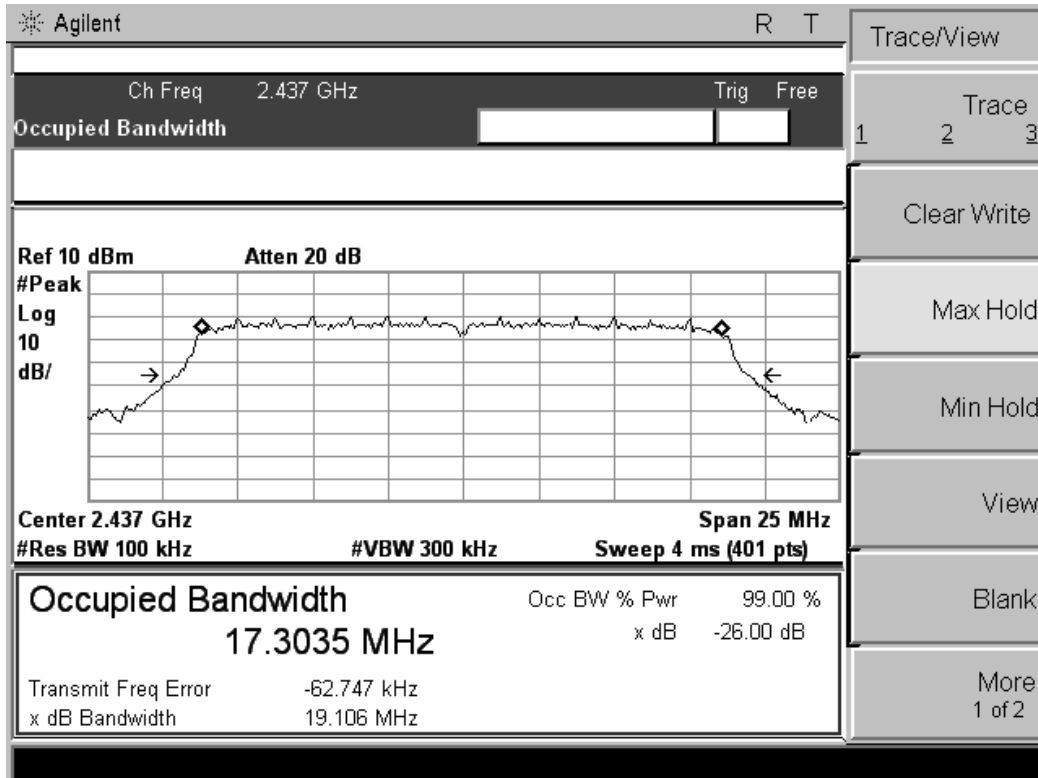 Agilent R T
Trace/View
Ch Freq 2.437 GHz Trig Free
Occupied Bandwidth
Trace
1 2 3
Clear Write
Max Hold
Min Hold
View
Blank
More
1 of 2
Ref 10 dBm Atten 20 dB
#Peak
Log
10
dB/
Center 2.437 GHz Span 25 MHz
#Res BW 100 kHz #VBW 300 kHz Sweep 4 ms (401 pts)
Occupied Bandwidth
17.3035 MHz
Occ BW % Pwr 99.00 %
x dB -26.00 dB
Transmit Freq Error -62.747 kHz
x dB Bandwidth 19.106 MHz